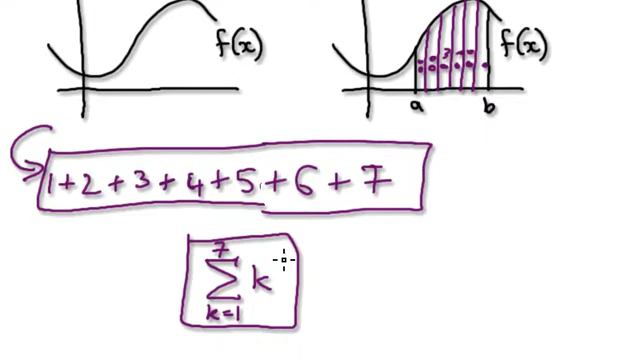 f(x) f(x)
a b
1+2+3+4+5+6+7
7
∑ k
k=1